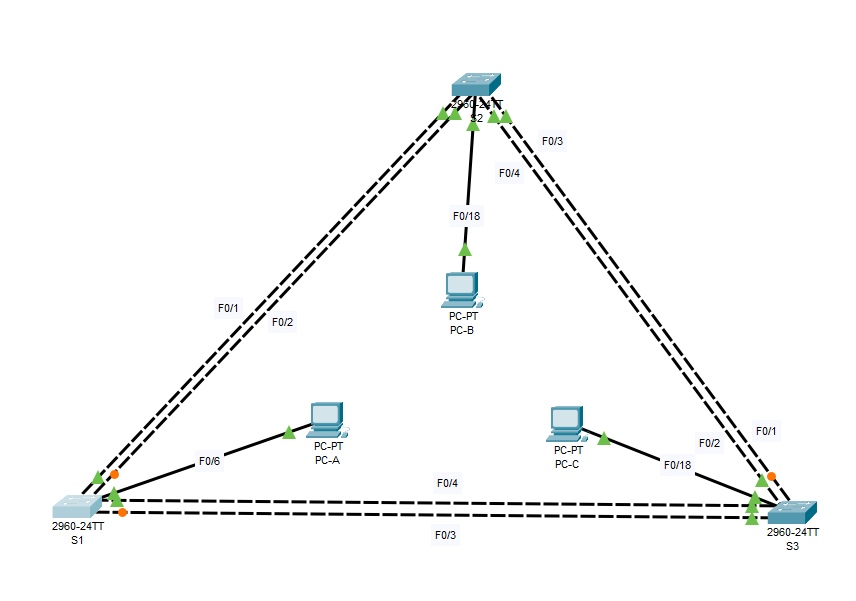 2960-24TT
S2
F0/3
F0/4
F0/18
PC-PT
PC-B
F0/1
F0/2
PC-PT
PC-A
F0/6
PC-PT
PC-C
F0/18
F0/2
F0/1
F0/4
F0/3
2960-24TT
S1
2960-24TT
S3